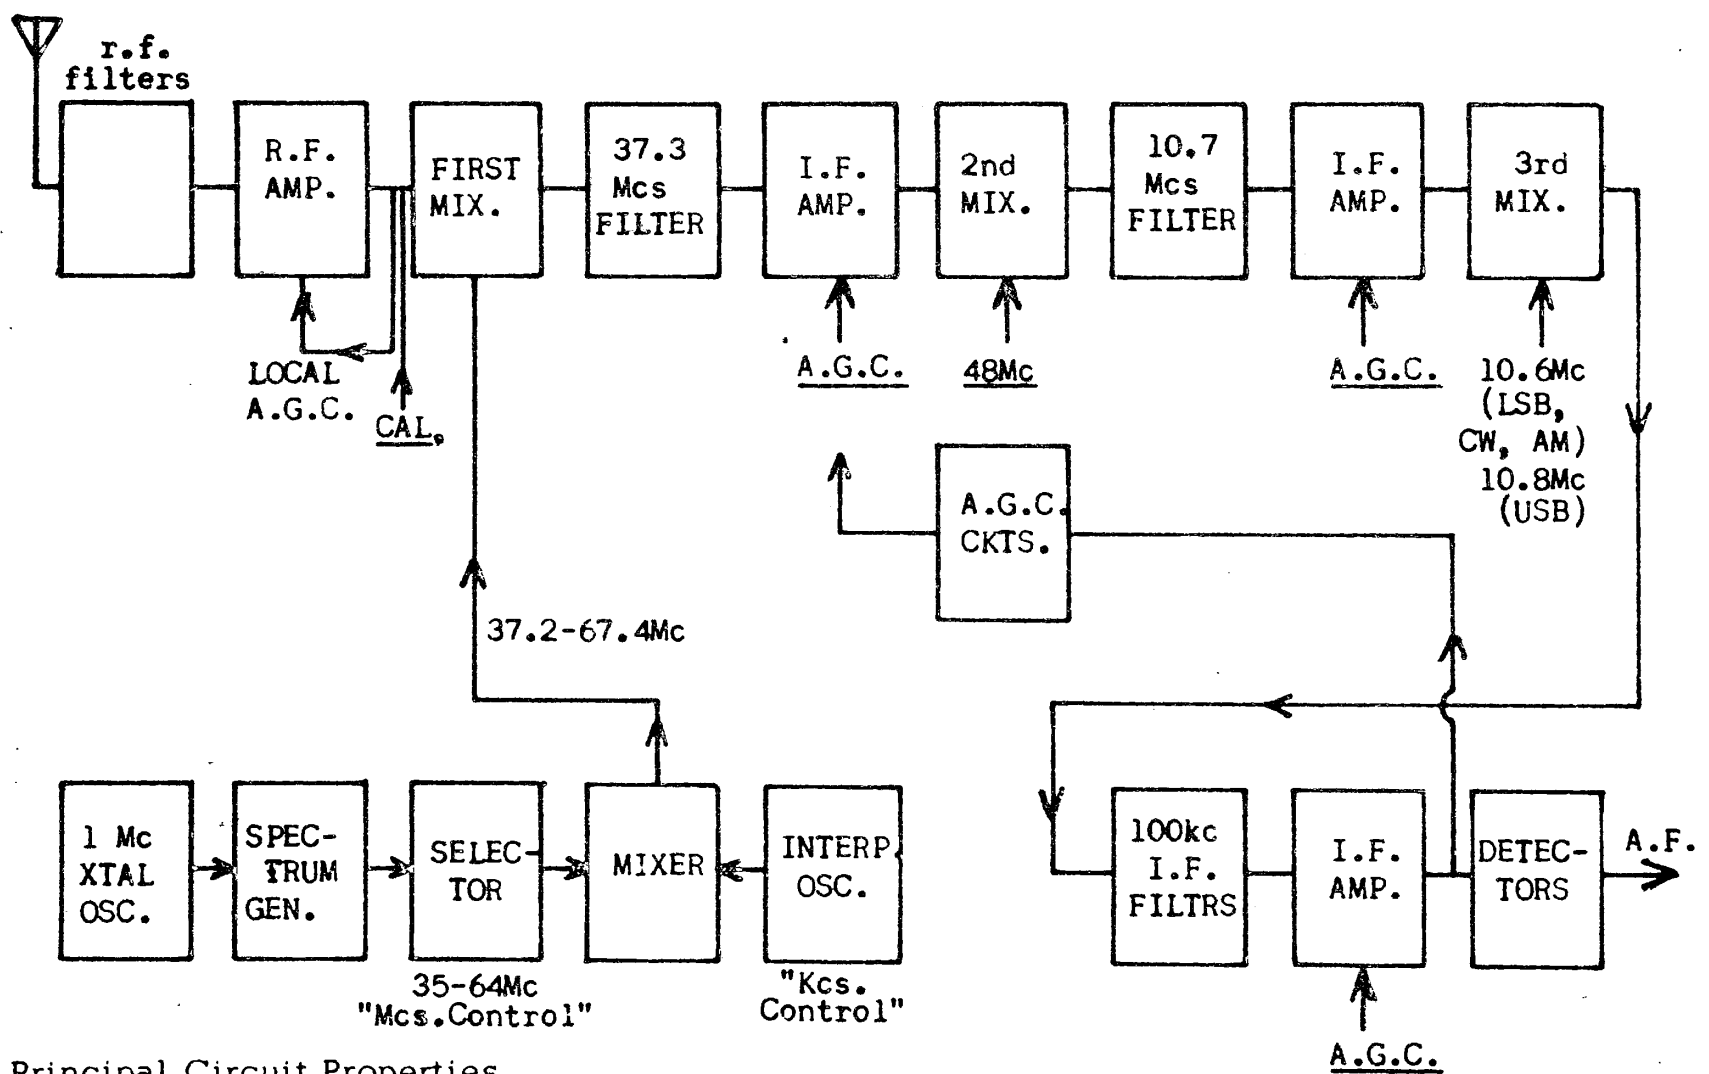 r.f.
filters
R.F.
AMP.
FIRST
MIX.
37.3
Mcs
FILTER
I.F.
AMP.
2nd
MIX.
10.7
Mcs
FILTER
I.F.
AMP.
3rd
MIX.
LOCAL
A.G.C.
CAL.
A.G.C.
48Mc
A.G.C.
10.6Mc
(LSB,
CW, AM)
10.8Mc
(USB)
A.G.C.
CKTS.
37.2-67.4Mc
1 Mc
XTAL
OSC.
SPEC-
TRUM
GEN.
SELEC-
TOR
MIXER
INTERP.
OSC.
100kc
I.F.
FILTRS
I.F.
AMP.
DETEC-
TORS
A.F.
35-64Mc
"Mcs.Control"
"Kcs.
Control"
A.G.C.
Principal Circuit Properties